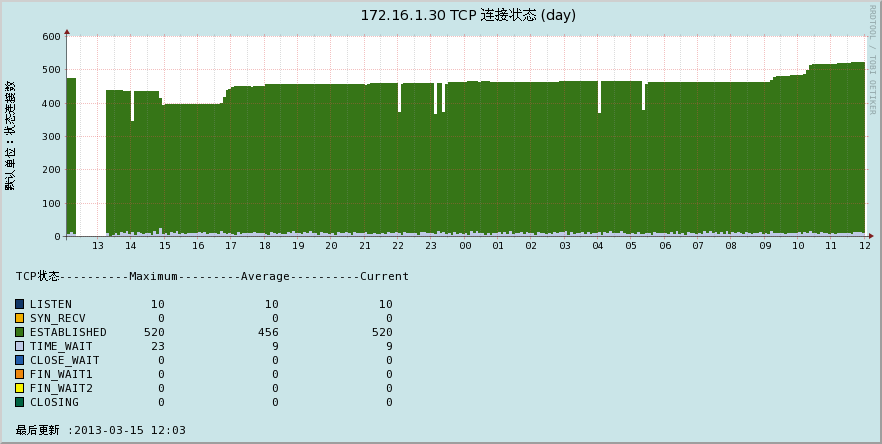 172.16.1.30 TCP 连接状态 (day)
RRDTOOL / TOBI OETIKER
默认单位：状态连接数
600
500
400
300
200
100
0
13 14 15 16 17 18 19 20 21 22 23 00 01 02 03 04 05 06 07 08 09 10 11 12
TCP状态----------Maximum---------Average----------Current
LISTEN 10 10 10
SYN_RECV 0 0 0
ESTABLISHED 520 456 520
TIME_WAIT 23 9 9
CLOSE_WAIT 0 0 0
FIN_WAIT1 0 0 0
FIN_WAIT2 0 0 0
CLOSING 0 0 0
最后更新 :2013-03-15 12:03